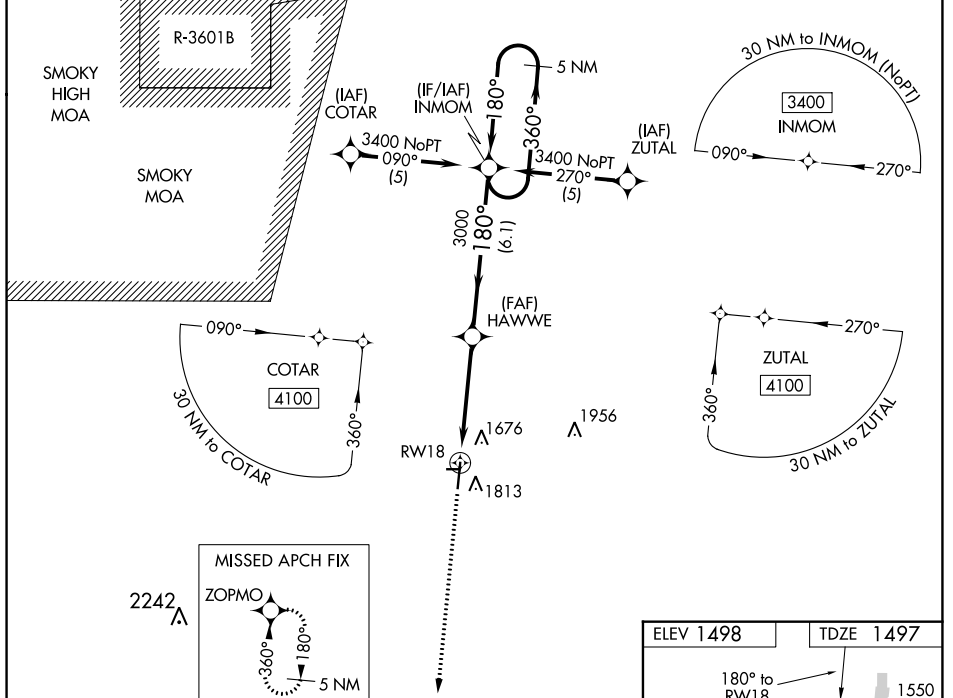 R-3601B
SMOKY
HIGH
MOA
SMOKY
MOA
(IAF)
COTAR
(IF/IAF)
INMOM
5 NM
180°
360°
3400 NoPT
090°
(5)
3400 NoPT
270°
(5)
(IAF)
ZUTAL
30 NM to INMOM (NoPT)
3400
INMOM
090°
270°
3000
180°
(6.1)
(FAF)
HAWWE
090°
COTAR
4100
360°
30 NM to COTAR
270°
ZUTAL
4100
360°
30 NM to ZUTAL
1676
1956
RW18
1813
MISSED APCH FIX
ZOPMO
360°
180°
5 NM
2242
ELEV 1498
TDZE 1497
180° to
RW18
1550